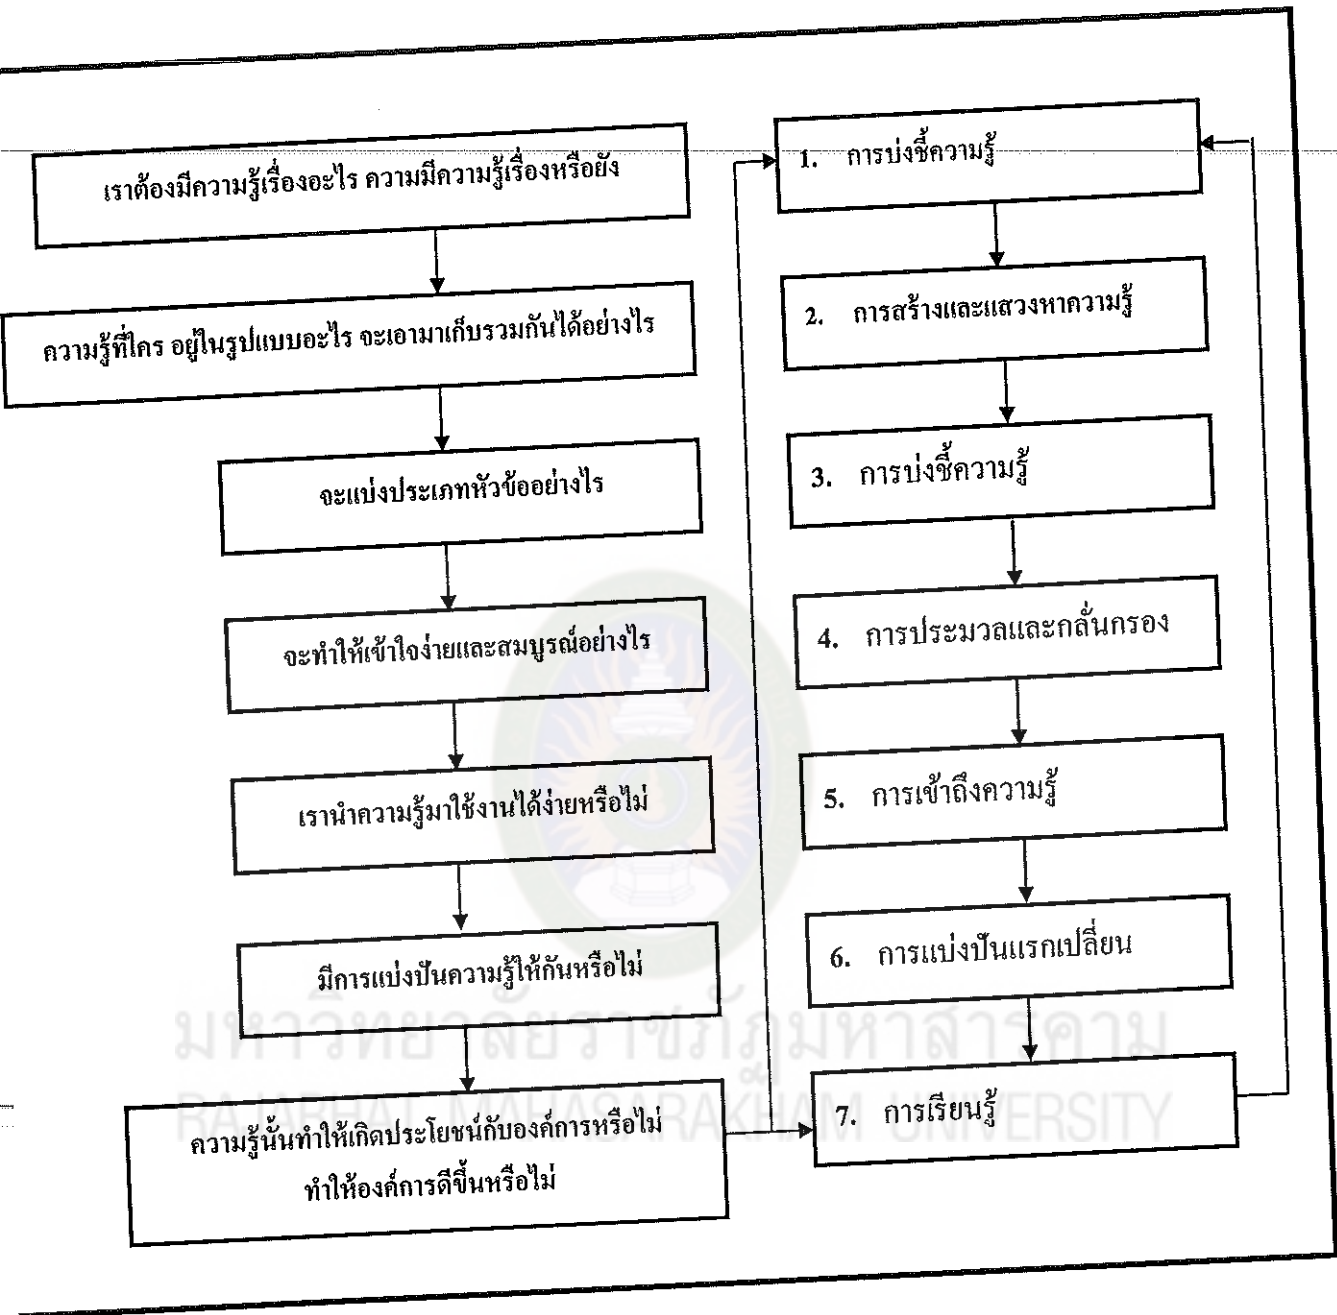 เราต้องมีความรู้เรื่องอะไร ความมีความรู้เรื่องหรือยัง
ความรู้ที่ใคร อยู่ในรูปแบบอะไร จะเอามาเก็บรวมกันได้อย่างไร
จะแบ่งประเภทหัวข้ออย่างไร
จะทำให้เข้าใจง่ายและสมบูรณ์อย่างไร
เรานำความรู้มาใช้งานได้ง่ายหรือไม่
มีการแบ่งปันความรู้ให้กันหรือไม่
ความรู้นั้นทำให้เกิดประโยชน์กับองค์การหรือไม่
ทำให้องค์การดีขึ้นหรือไม่
1. การบ่งชี้ความรู้
2. การสร้างและแสวงหาความรู้
3. การบ่งชี้ความรู้
4. การประมวลและกลั่นกรอง
5. การเข้าถึงความรู้
6. การแบ่งปันแรกเปลี่ยน
7. การเรียนรู้
มหาวิทยาลัยราชภัฏมหาสารคาม
RAJABHAT MAHASARAKHAM UNIVERSITY